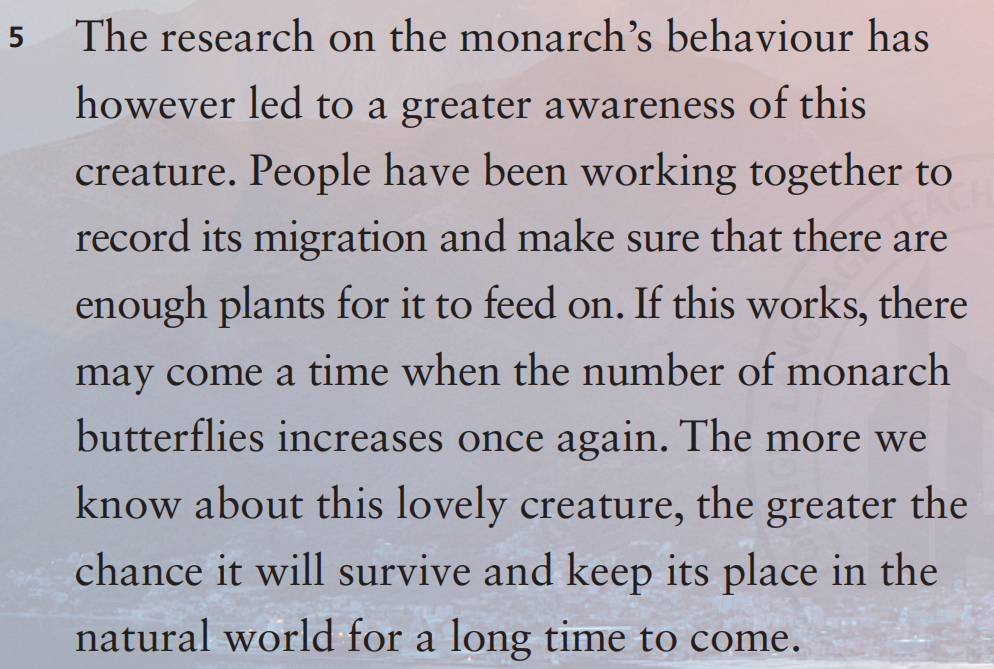 5 The research on the monarch’s behaviour has
however led to a greater awareness of this
creature. People have been working together to
record its migration and make sure that there are
enough plants for it to feed on. If this works, there
may come a time when the number of monarch
butterflies increases once again. The more we
know about this lovely creature, the greater the
chance it will survive and keep its place in the
natural world for a long time to come.